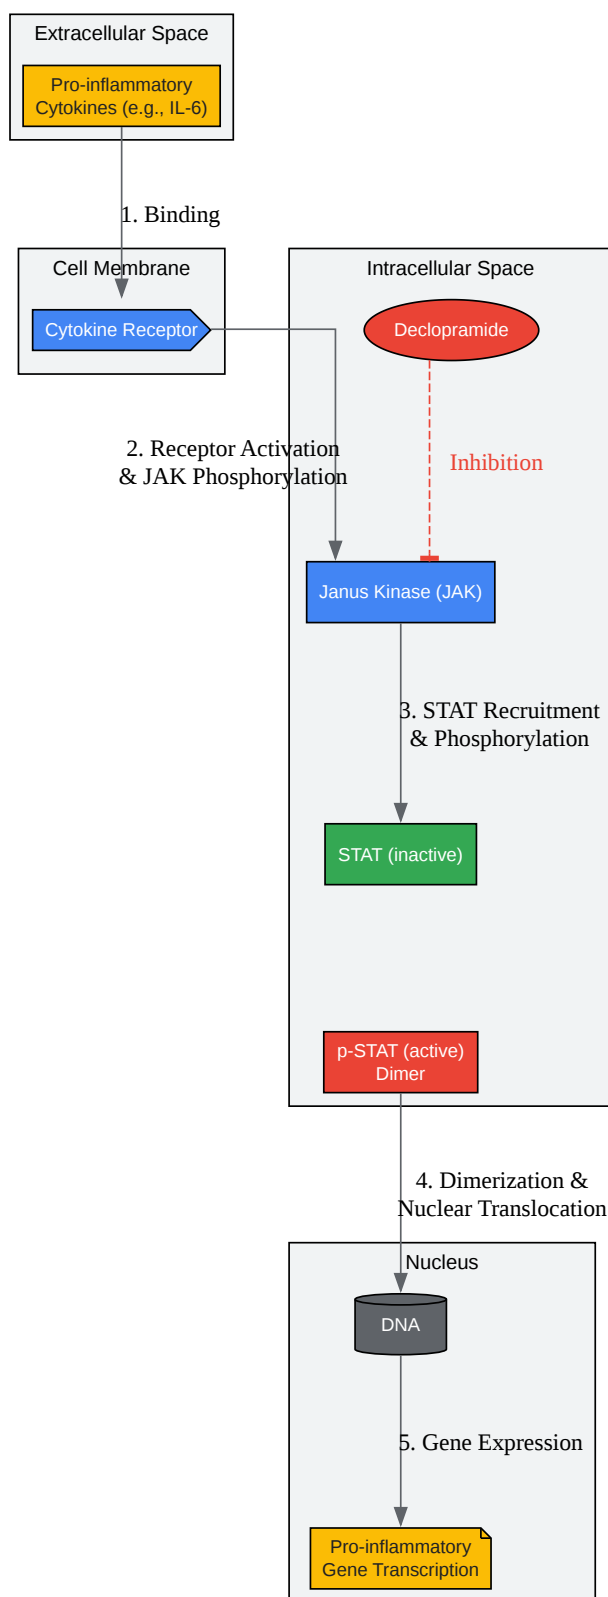 Extracellular Space
Pro-inflammatory
Cytokines (e.g., IL-6)
1. Binding
Cell Membrane
Cytokine Receptor
Intracellular Space
Declopramide
2. Receptor Activation
& JAK Phosphorylation
Inhibition
Janus Kinase (JAK)
3. STAT Recruitment
& Phosphorylation
STAT (inactive)
p-STAT (active)
Dimer
4. Dimerization &
Nuclear Translocation
Nucleus
DNA
5. Gene Expression
Pro-inflammatory
Gene Transcription